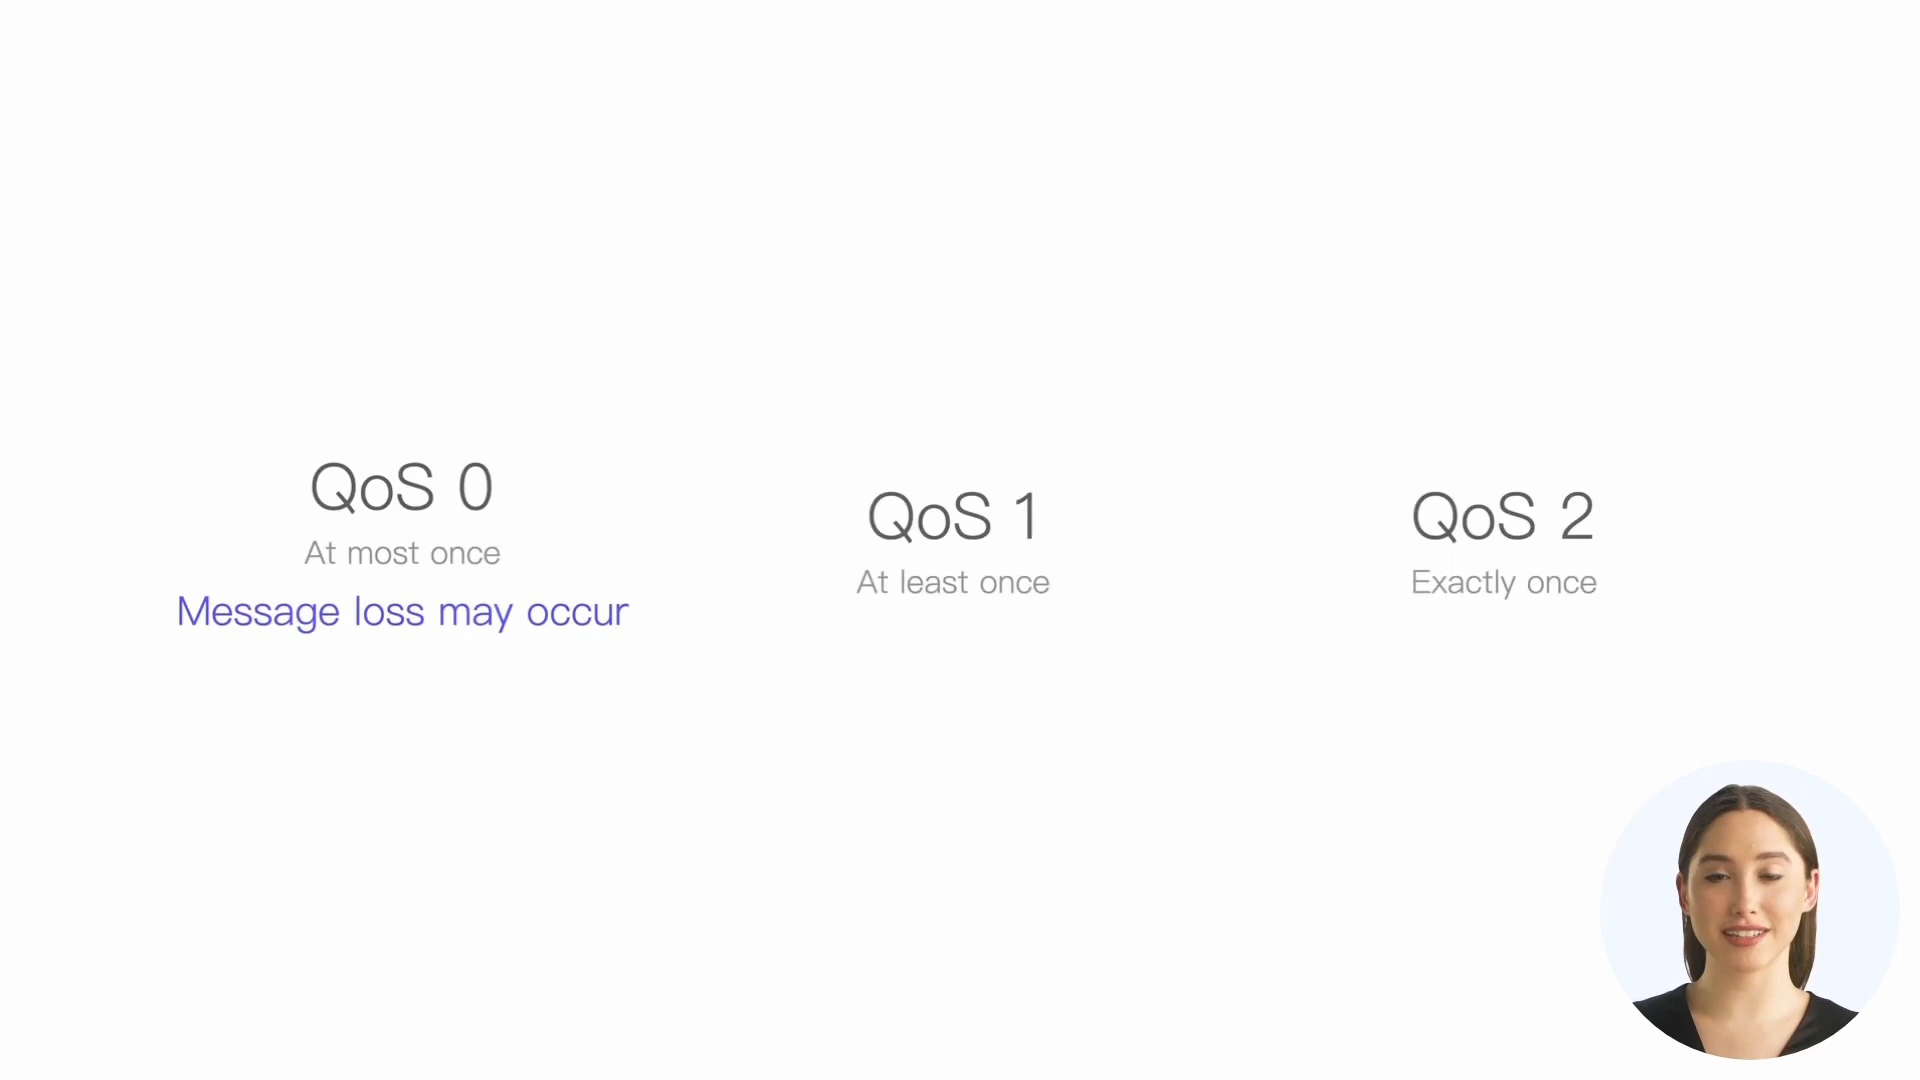 QoS 0
At most once
Message loss may occur
QoS 1
At least once
QoS 2
Exactly once